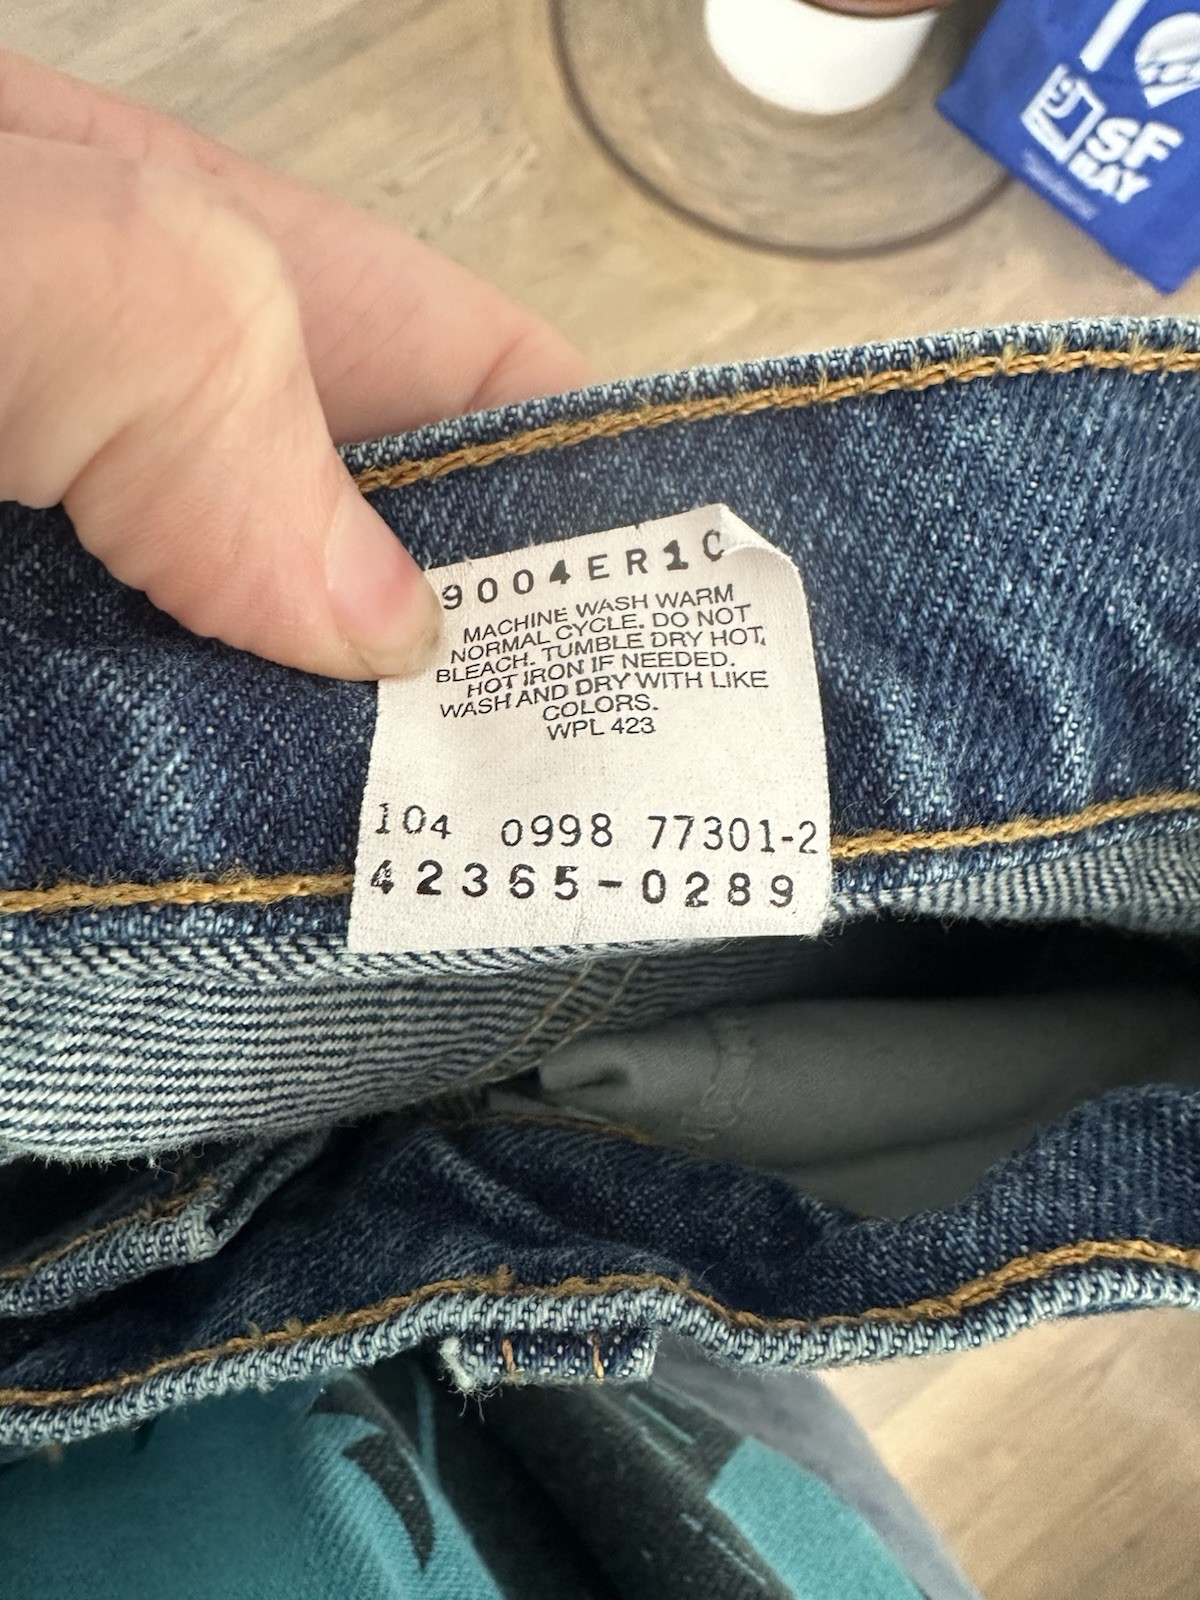 SF
BAY
9004ER1C
MACHINE WASH WARM
NORMAL CYCLE. DO NOT
BLEACH. TUMBLE DRY HOT,
HOT IRON IF NEEDED.
WASH AND DRY WITH LIKE
COLORS.
WPL 423
104 0998 77301-2
42365-0289